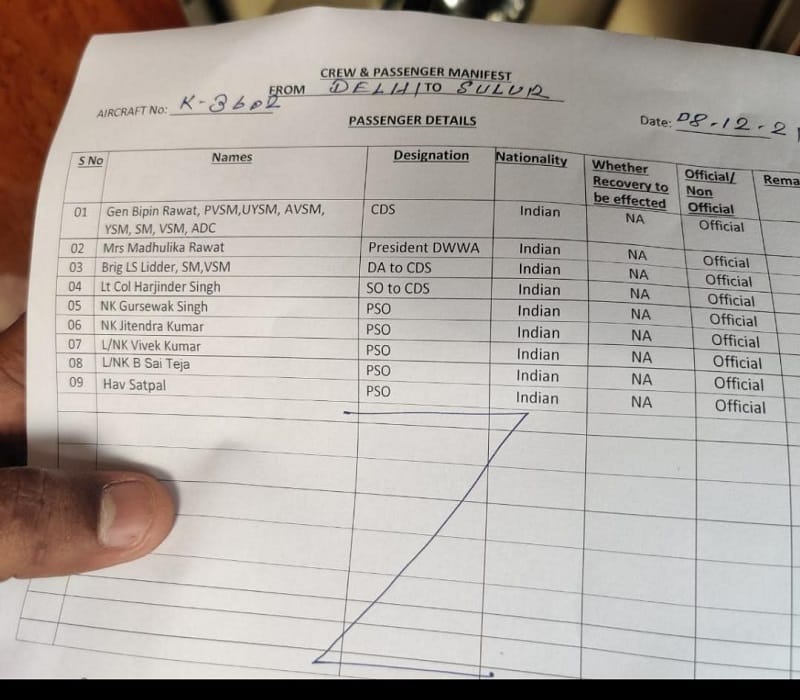 CREW & PASSENGER MANIFEST
FROM DELHI TO SULUR
AIRCRAFT No: K-3602
Date: 08.12.21
PASSENGER DETAILS
S No Names Designation Nationality Whether Recovery to be effected Official/ Non Official Rema
01 Gen Bipin Rawat, PVSM,UYSM, AVSM, CDS Indian NA Official
YSM, SM, VSM, ADC
02 Mrs Madhulika Rawat President DWWA Indian NA Official
03 Brig LS Lidder, SM,VSM DA to CDS Indian NA Official
04 Lt Col Harjinder Singh SO to CDS Indian NA Official
05 NK Gursewak Singh PSO Indian NA Official
06 NK Jitendra Kumar PSO Indian NA Official
07 L/NK Vivek Kumar PSO Indian NA Official
08 L/NK B Sai Teja PSO Indian NA Official
09 Hav Satpal PSO Indian NA Official